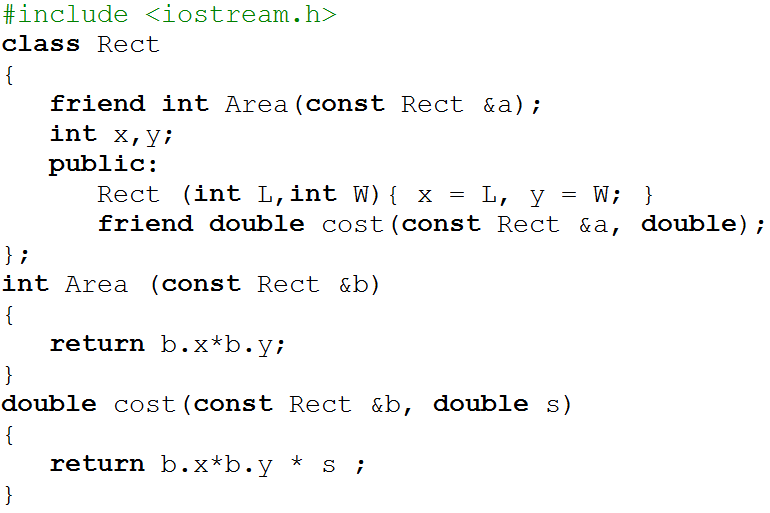 #include <iostream.h>
class Rect
{
   friend int Area(const Rect &a);
   int x,y;
   public:
      Rect (int L,int W){ x = L, y = W; }
      friend double cost(const Rect &a, double);
};
int Area (const Rect &b)
{
   return b.x*b.y;
}
double cost(const Rect &b, double s)
{
   return b.x*b.y * s ;
}